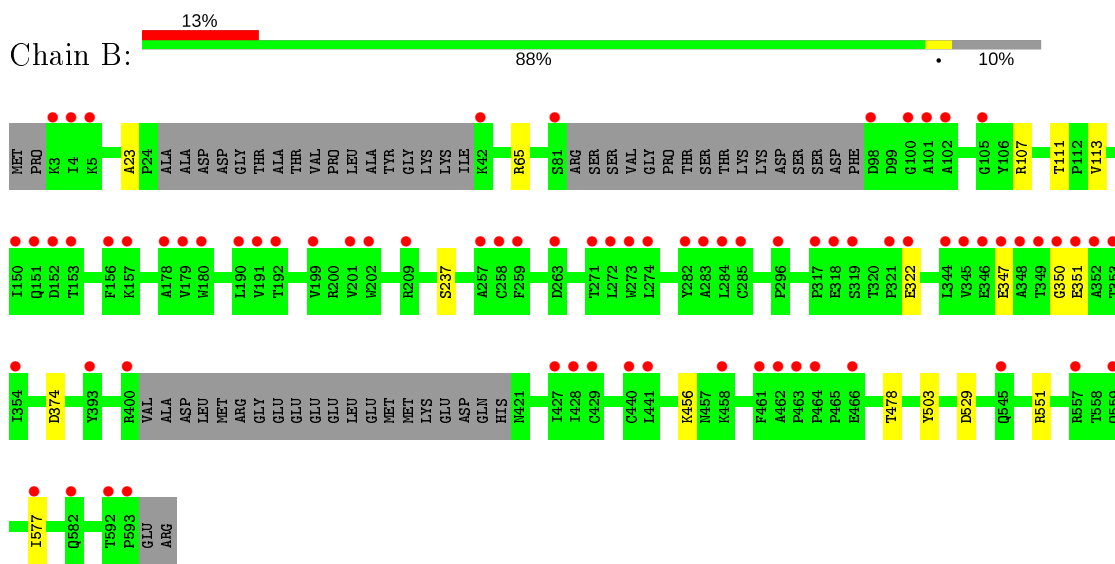 13%
Chain B:
88%
•
10%
MET PRO K3 I4 K5 A23 P24 ALA ALA ASP ASP GLY THR ALA THR VAL PRO LEU ALA TYR GLY LYS LYS ILE K42 R65 S81 ARG SER SER VAL GLY PRO THR SER THR LYS LYS ASP SER SER ASP PHE D98 D99 G100 A101 A102 G105 Y106 R107 T111 P112 V113
I150 Q151 D152 T153 F156 K157 A178 V179 W180 L190 V191 T192 V199 R200 V201 W202 R209 S237 A257 C258 F259 D263 T271 L272 W273 L274 Y282 A283 L284 C285 P296 P317 E318 S319 T320 P321 E322 L344 V345 E346 E347 A348 T349 G350 E351 A352 T353
I354 D374 Y393 R400 VAL ALA ASP LEU MET ARG GLY GLU GLU GLU GLU LEU GLU MET MET LYS GLU ASP GLN HIS N421 I427 I428 C429 C440 L441 K456 N457 K458 F461 A462 P463 P464 P465 E466 T478 Y503 D529 Q545 R551 R557 T558 Q559
I577 Q582 T592 P593 GLU ARG